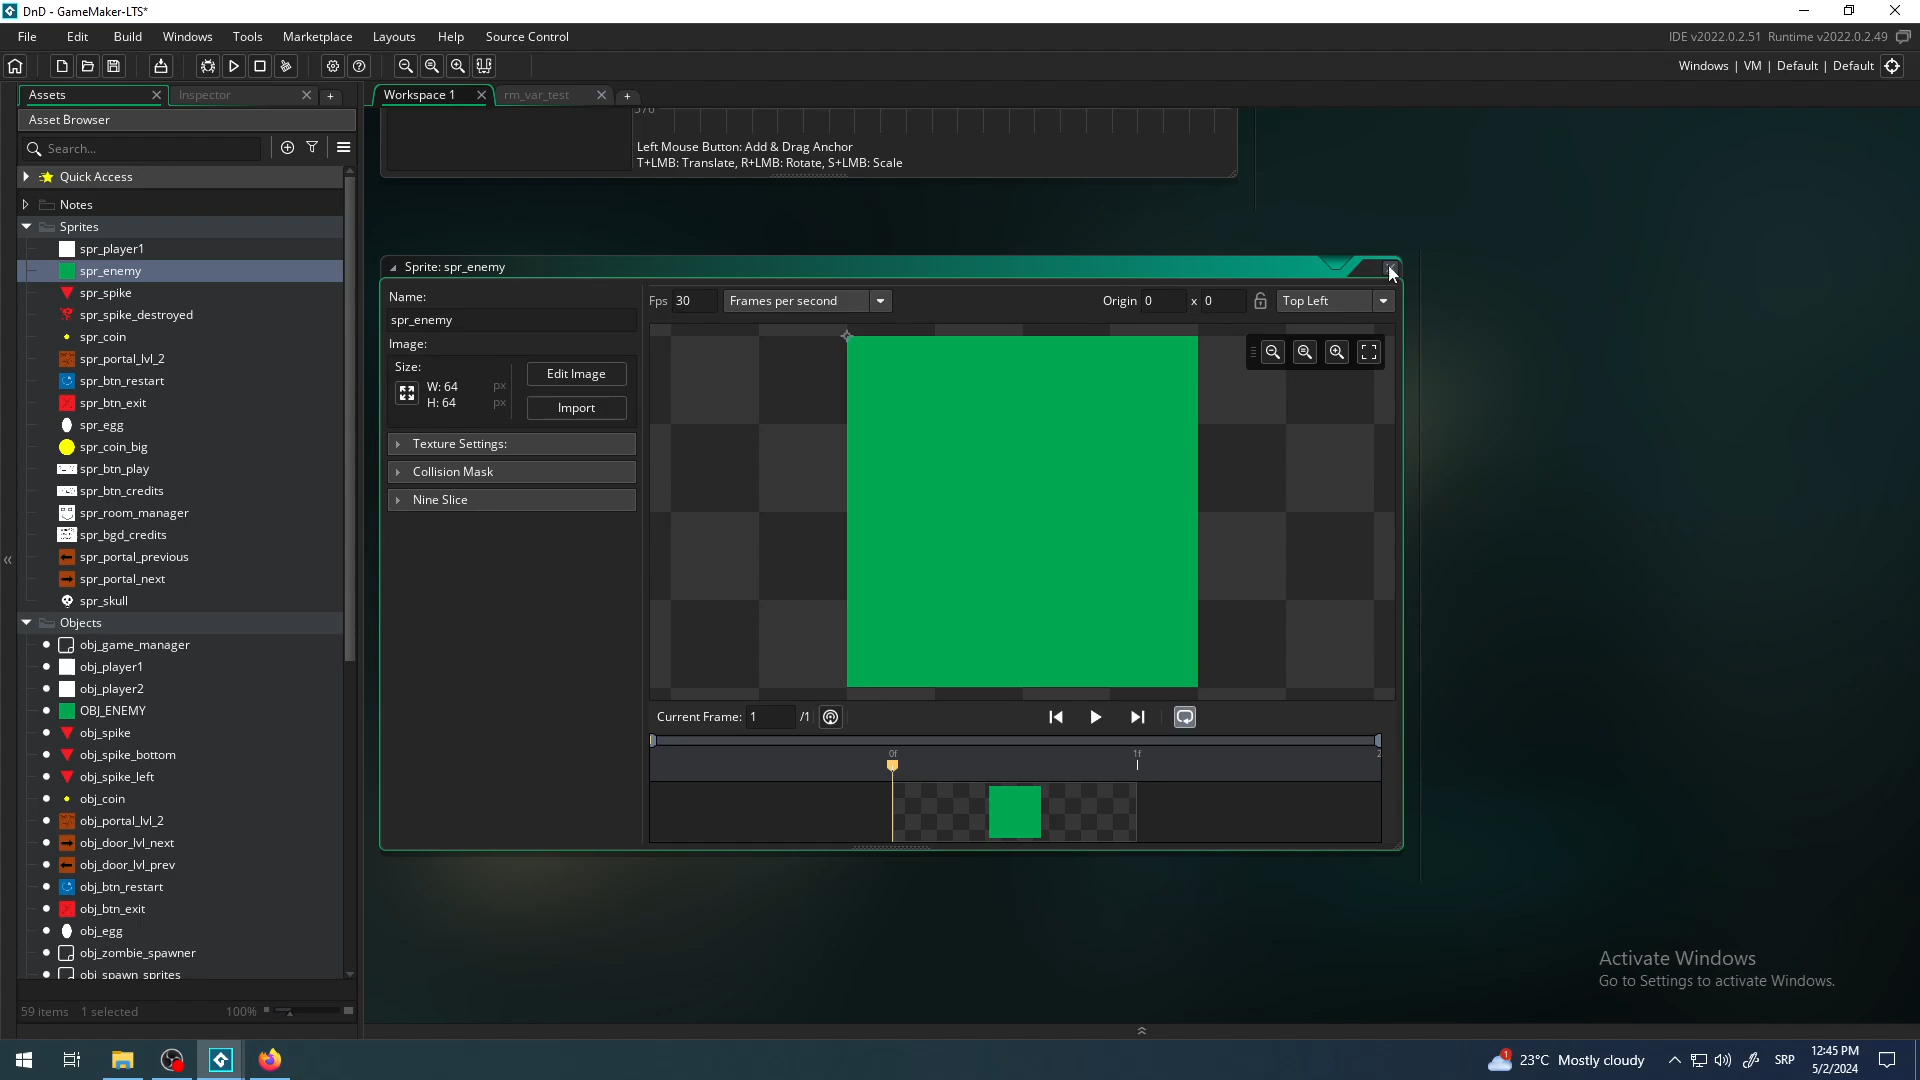 DnD - GameMaker-LTS*
File Edit Build Windows Tools Marketplace Layouts Help Source Control
IDE v2022.0.2.51 Runtime v2022.0.2.49
Windows | VM | Default | Default
Assets Inspector
Workspace 1 rm_var_test
Asset Browser
Search...
Left Mouse Button: Add & Drag Anchor
T+LMB: Translate, R+LMB: Rotate, S+LMB: Scale
Quick Access
Notes
Sprites
spr_player1
spr_enemy
spr_spike
spr_spike_destroyed
spr_coin
spr_portal_lvl_2
spr_btn_restart
spr_btn_exit
spr_egg
spr_coin_big
spr_btn_play
spr_btn_credits
spr_room_manager
spr_bgd_credits
spr_portal_previous
spr_portal_next
spr_skull
Objects
obj_game_manager
obj_player1
obj_player2
OBJ_ENEMY
obj_spike
obj_spike_bottom
obj_spike_left
obj_coin
obj_portal_lvl_2
obj_door_lvl_next
obj_door_lvl_prev
obj_btn_restart
obj_btn_exit
obj_egg
obj_zombie_spawner
obj_spawn_sprites
59 items 1 selected 100%
Sprite: spr_enemy
Name:
spr_enemy
Image:
Size:
W: 64 px
H: 64 px
Edit Image
Import
Texture Settings:
Collision Mask
Nine Slice
Fps 30 Frames per second Origin 0 x 0 Top Left
Current Frame: 1 /1
0f 1f 2
Activate Windows
Go to Settings to activate Windows.
1 23°C Mostly cloudy SRP 12:45 PM
5/2/2024